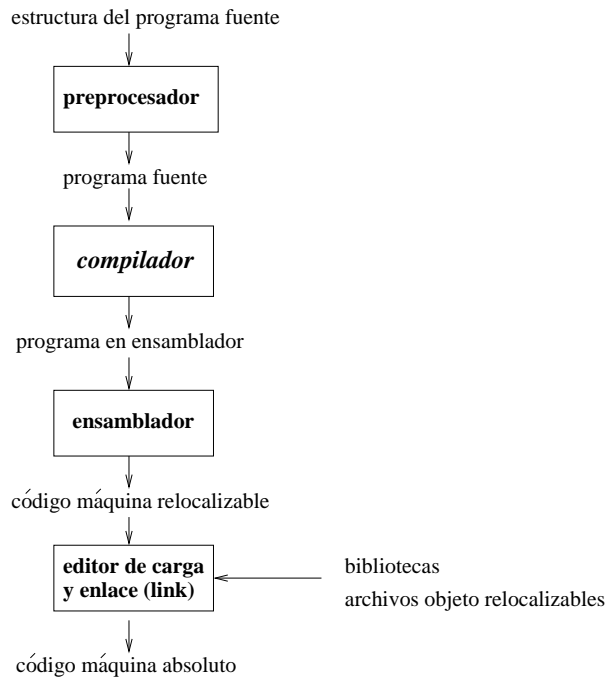 estructura del programa fuente
preprocesador
programa fuente
compilador
programa en ensamblador
ensamblador
código máquina relocalizable
editor de carga
y enlace (link)
bibliotecas
archivos objeto relocalizables
código máquina absoluto